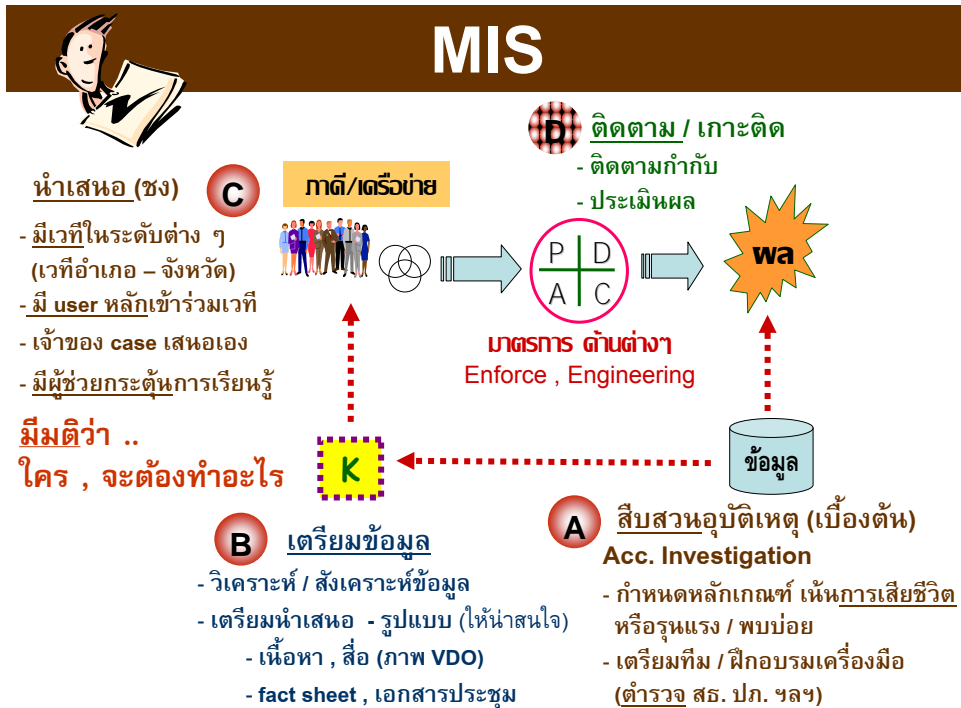 MIS
D ติดตาม / เกาะติด
- ติดตามกำกับ
- ประเมินผล
นำเสนอ (ชง) C
- มีเวทีในระดับต่าง ๆ
(เวทีอำเภอ – จังหวัด)
- มี user หลักเข้าร่วมเวที
- เจ้าของ case เสนอเอง
- มีผู้ช่วยกระตุ้นการเรียนรู้
มีมติว่า ..
ใคร , จะต้องทำอะไร
ภาคี/เครือข่าย
P D
A C
ผล
มาตรการ ด้านต่างๆ
Enforce , Engineering
K
ข้อมูล
B เตรียมข้อมูล
- วิเคราะห์ / สังเคราะห์ข้อมูล
- เตรียมนำเสนอ - รูปแบบ (ให้น่าสนใจ)
- เนื้อหา , สื่อ (ภาพ VDO)
- fact sheet , เอกสารประชุม
A สืบสวนอุบัติเหตุ (เบื้องต้น)
Acc. Investigation
- กำหนดหลักเกณฑ์ เน้นการเสียชีวิต
หรือรุนแรง / พบบ่อย
- เตรียมทีม / ฝึกอบรมเครื่องมือ
(ตำรวจ สธ. ปภ. ฯลฯ)